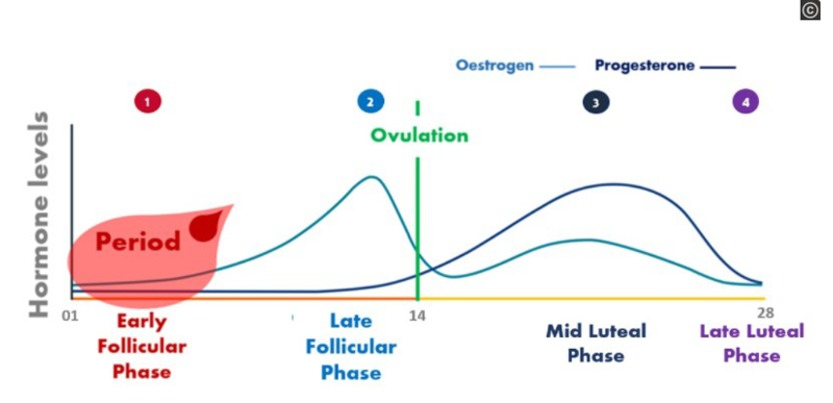 ©
Oestrogen Progesterone
1 2 3 4
Ovulation
Hormone levels
Period
01 14 28
Early
Follicular
Phase
Late
Follicular
Phase
Mid Luteal
Phase
Late Luteal
Phase